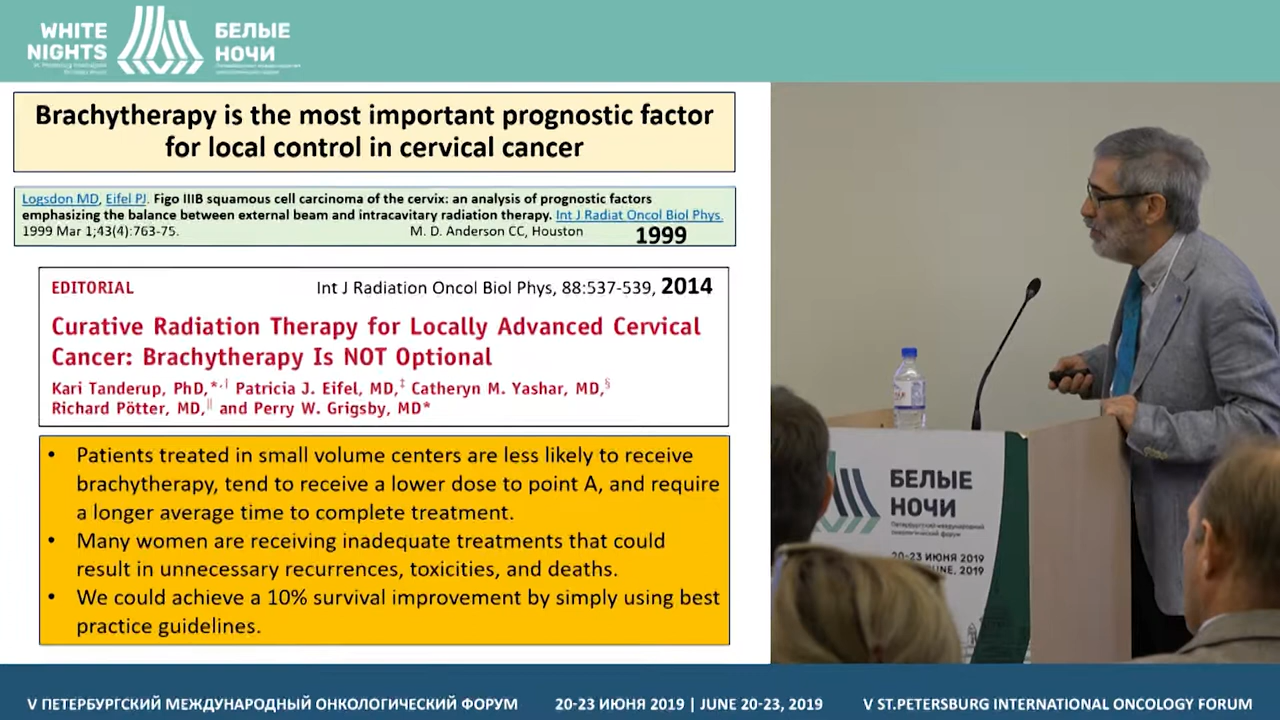 WHITE
NIGHTS
БЕЛЫЕ
НОЧИ
Brachytherapy is the most important prognostic factor
for local control in cervical cancer
Logsdon MD, Eifel PJ. Figo IIIB squamous cell carcinoma of the cervix: an analysis of prognostic factors
emphasizing the balance between external beam and intracavitary radiation therapy. Int J Radiat Oncol Biol Phys.
1999 Mar 1;43(4):763-75. M. D. Anderson CC, Houston 1999
EDITORIAL Int J Radiation Oncol Biol Phys, 88:537-539, 2014
Curative Radiation Therapy for Locally Advanced Cervical
Cancer: Brachytherapy Is NOT Optional
Kari Tanderup, PhD,*,| Patricia J. Eifel, MD,‡ Catheryn M. Yashar, MD,§
Richard Pötter, MD,|| and Perry W. Grigsby, MD*
• Patients treated in small volume centers are less likely to receive
brachytherapy, tend to receive a lower dose to point A, and require
a longer average time to complete treatment.
• Many women are receiving inadequate treatments that could
result in unnecessary recurrences, toxicities, and deaths.
• We could achieve a 10% survival improvement by simply using best
practice guidelines.
БЕЛЫЕ
НОЧИ
Петербургский международный
онкологический форум
20-23 ИЮНЯ 2019
UNE, 2019
V ПЕТЕРБУРГСКИЙ МЕЖДУНАРОДНЫЙ ОНКОЛОГИЧЕСКИЙ ФОРУМ 20-23 ИЮНЯ 2019 | JUNE 20-23, 2019 V ST.PETERSBURG INTERNATIONAL ONCOLOGY FORUM